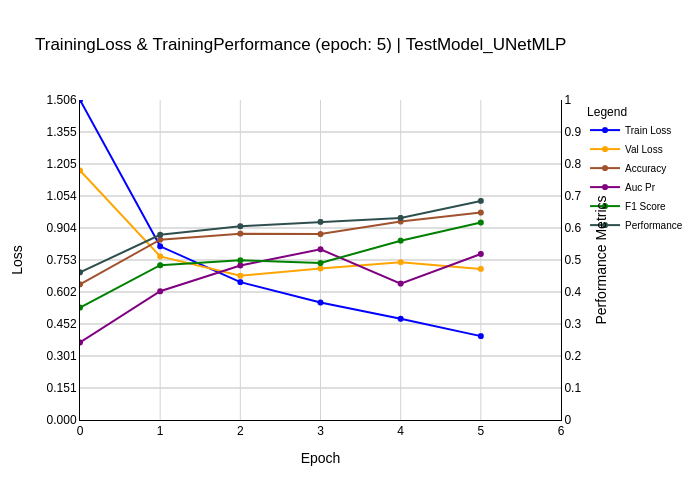 TrainingLoss & TrainingPerformance (epoch: 5) | TestModel_UNetMLP
1.506
1.355
1.205
1.054
0.904
0.753
0.602
0.452
0.301
0.151
0.000
Loss
0
1
2
3
4
5
6
Epoch
1
0.9
0.8
0.7
0.6
0.5
0.4
0.3
0.2
0.1
0
Performance Metrics
Legend
Train Loss
Val Loss
Accuracy
Auc Pr
F1 Score
Performance